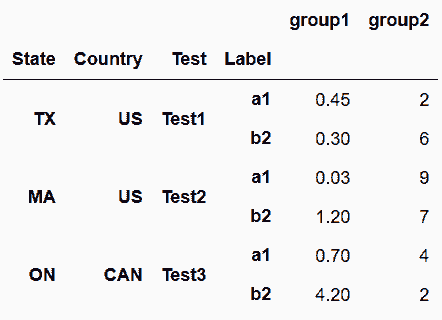 group1 group2
State Country Test Label
a1 0.45 2
TX US Test1
b2 0.30 6
a1 0.03 9
MA US Test2
b2 1.20 7
a1 0.70 4
ON CAN Test3
b2 4.20 2